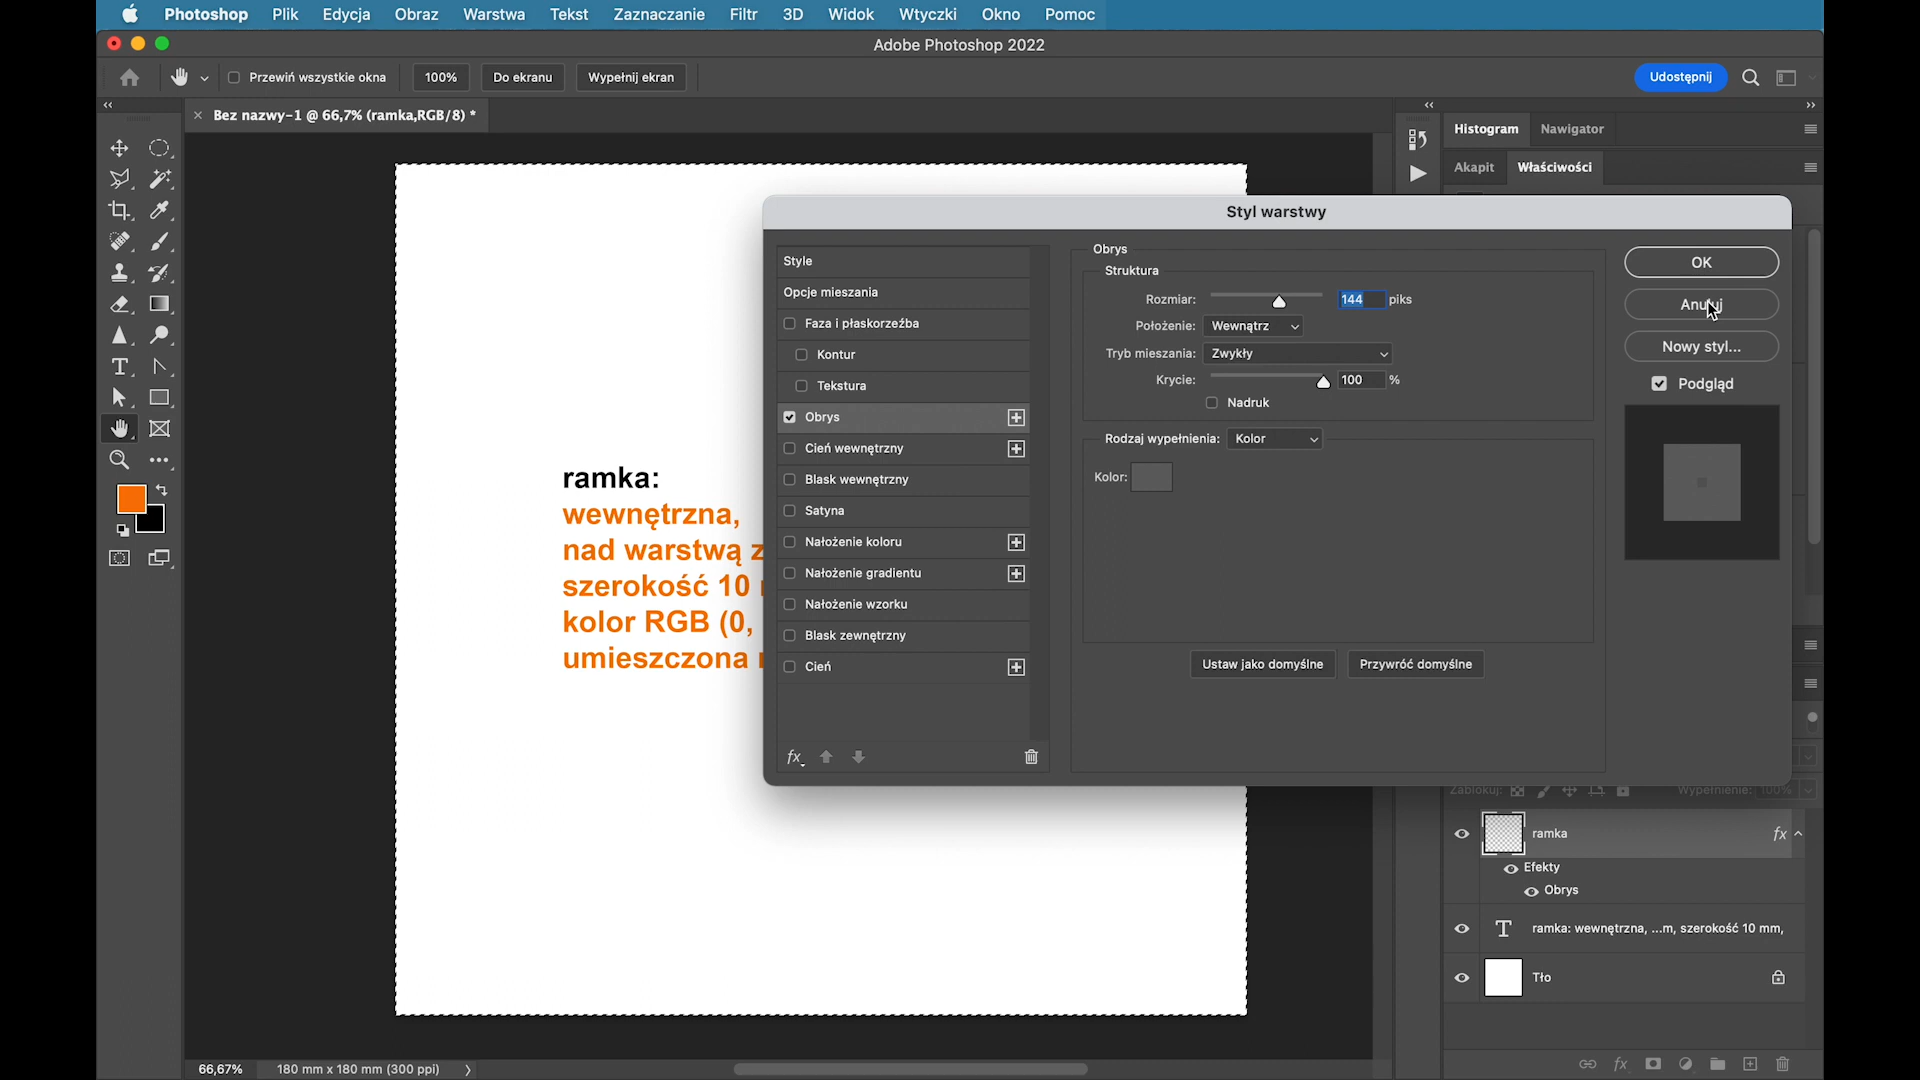 Photoshop Plik Edycja Obraz Warstwa Tekst Zaznaczanie Filtr 3D Widok Wtyczki Okno Pomoc
Adobe Photoshop 2022
Przewiń wszystkie okna 100% Do ekranu Wypełnij ekran Udostępnij
Bez nazwy-1 @ 66,7% (ramka,RGB/8) *
Histogram Nawigator
Akapit Właściwości
Styl warstwy
Style
Opcje mieszania
Faza i płaskorzeźba
Kontur
Tekstura
Obrys
Cień wewnętrzny
Blask wewnętrzny
Satyna
Nałożenie koloru
Nałożenie gradientu
Nałożenie wzorku
Blask zewnętrzny
Cień
fx
Obrys
Struktura
Rozmiar: 144 piks
Położenie: Wewnątrz
Tryb mieszania: Zwykły
Krycie: 100 %
Nadruk
Rodzaj wypełnienia: Kolor
Kolor:
Ustaw jako domyślne Przywróć domyślne
OK
Anuluj
Nowy styl...
Podgląd
ramka:
wewnętrzna,
nad warstwą
szerokość 10
kolor RGB (0,
umieszczona
Zablokuj: Wypełnienie: 100%
ramka fx
Efekty
Obrys
T ramka: wewnętrzna, ...m, szerokość 10 mm,
Tło
fx
66,67% 180 mm x 180 mm (300 ppi)